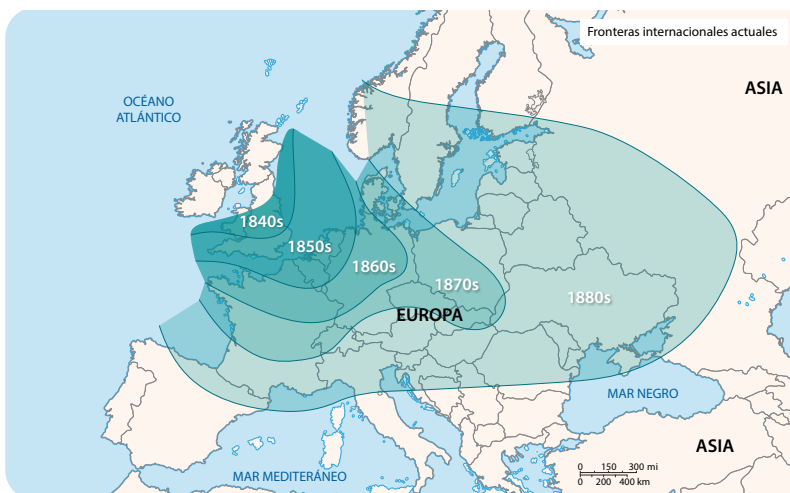 Fronteras internacionales actuales
ASIA
OCÉANO
ATLÁNTICO
1840s
1850s
1860s
1870s
1880s
EUROPA
MAR NEGRO
ASIA
MAR MEDITERÁNEO
0 150 300 mi
0 200 400 km